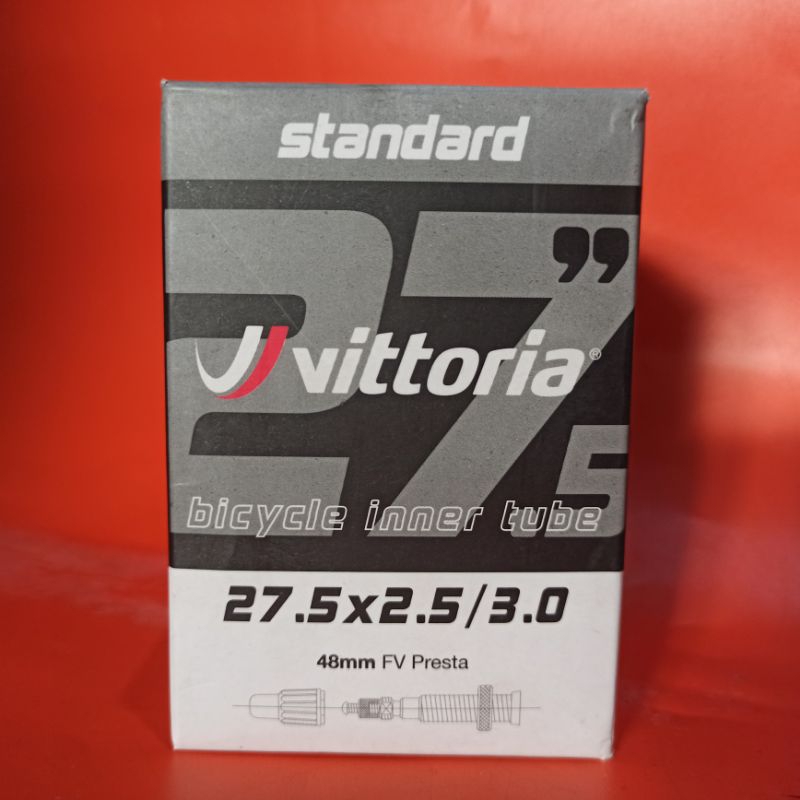 standard
27.5”
vittoria®
bicycle inner tube
27.5x2.5/3.0
48mm FV Presta